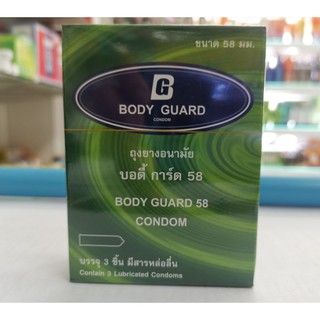 ขนาด 58 มม.
BG
BODY GUARD
CONDOM
ถุงยางอนามัย
บอดี้ การ์ด 58
BODY GUARD 58
CONDOM
บรรจุ 3 ชิ้น มีสารหล่อลื่น
Contain 3 Lubricated Condoms